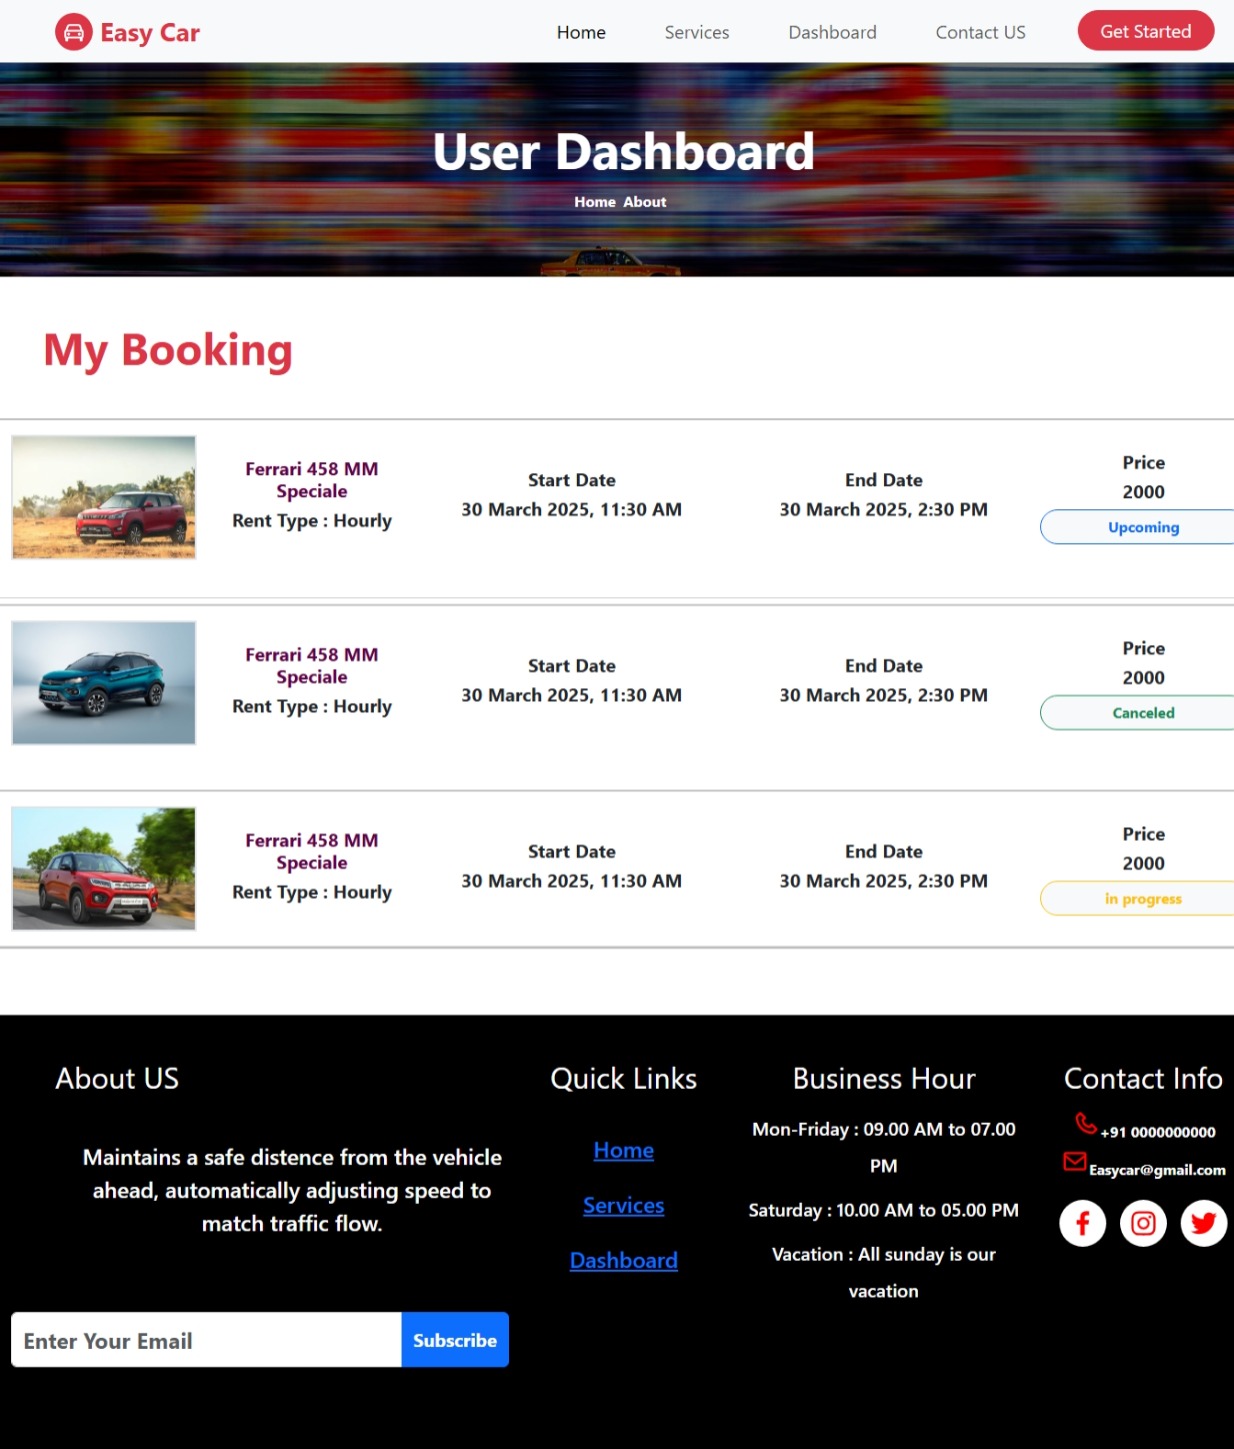 Easy Car
Home
Services
Dashboard
Contact US
Get Started
User Dashboard
Home About
My Booking
Ferrari 458 MM
Speciale
Rent Type : Hourly
Start Date
30 March 2025, 11:30 AM
End Date
30 March 2025, 2:30 PM
Price
2000
Upcoming
Ferrari 458 MM
Speciale
Rent Type : Hourly
Start Date
30 March 2025, 11:30 AM
End Date
30 March 2025, 2:30 PM
Price
2000
Canceled
Ferrari 458 MM
Speciale
Rent Type : Hourly
Start Date
30 March 2025, 11:30 AM
End Date
30 March 2025, 2:30 PM
Price
2000
in progress
About US
Maintains a safe distence from the vehicle
ahead, automatically adjusting speed to
match traffic flow.
Enter Your Email
Subscribe
Quick Links
Home
Services
Dashboard
Business Hour
Mon-Friday : 09.00 AM to 07.00
PM
Saturday : 10.00 AM to 05.00 PM
Vacation : All sunday is our
vacation
Contact Info
+91 0000000000
Easycar@gmail.com